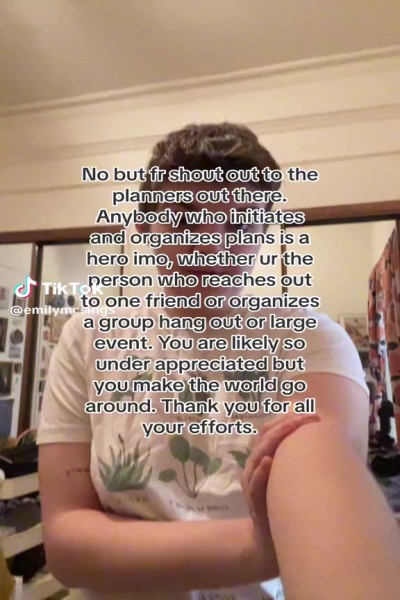 No but fr shout out to the
planners out there.
Anybody who initiates
and organizes plans is a
hero imo, whether ur the
person who reaches out
to one friend or organizes
a group hang out or large
event. You are likely so
under appreciated but
you make the world go
around. Thank you for all
your efforts.
TikTok
@emilymcsings